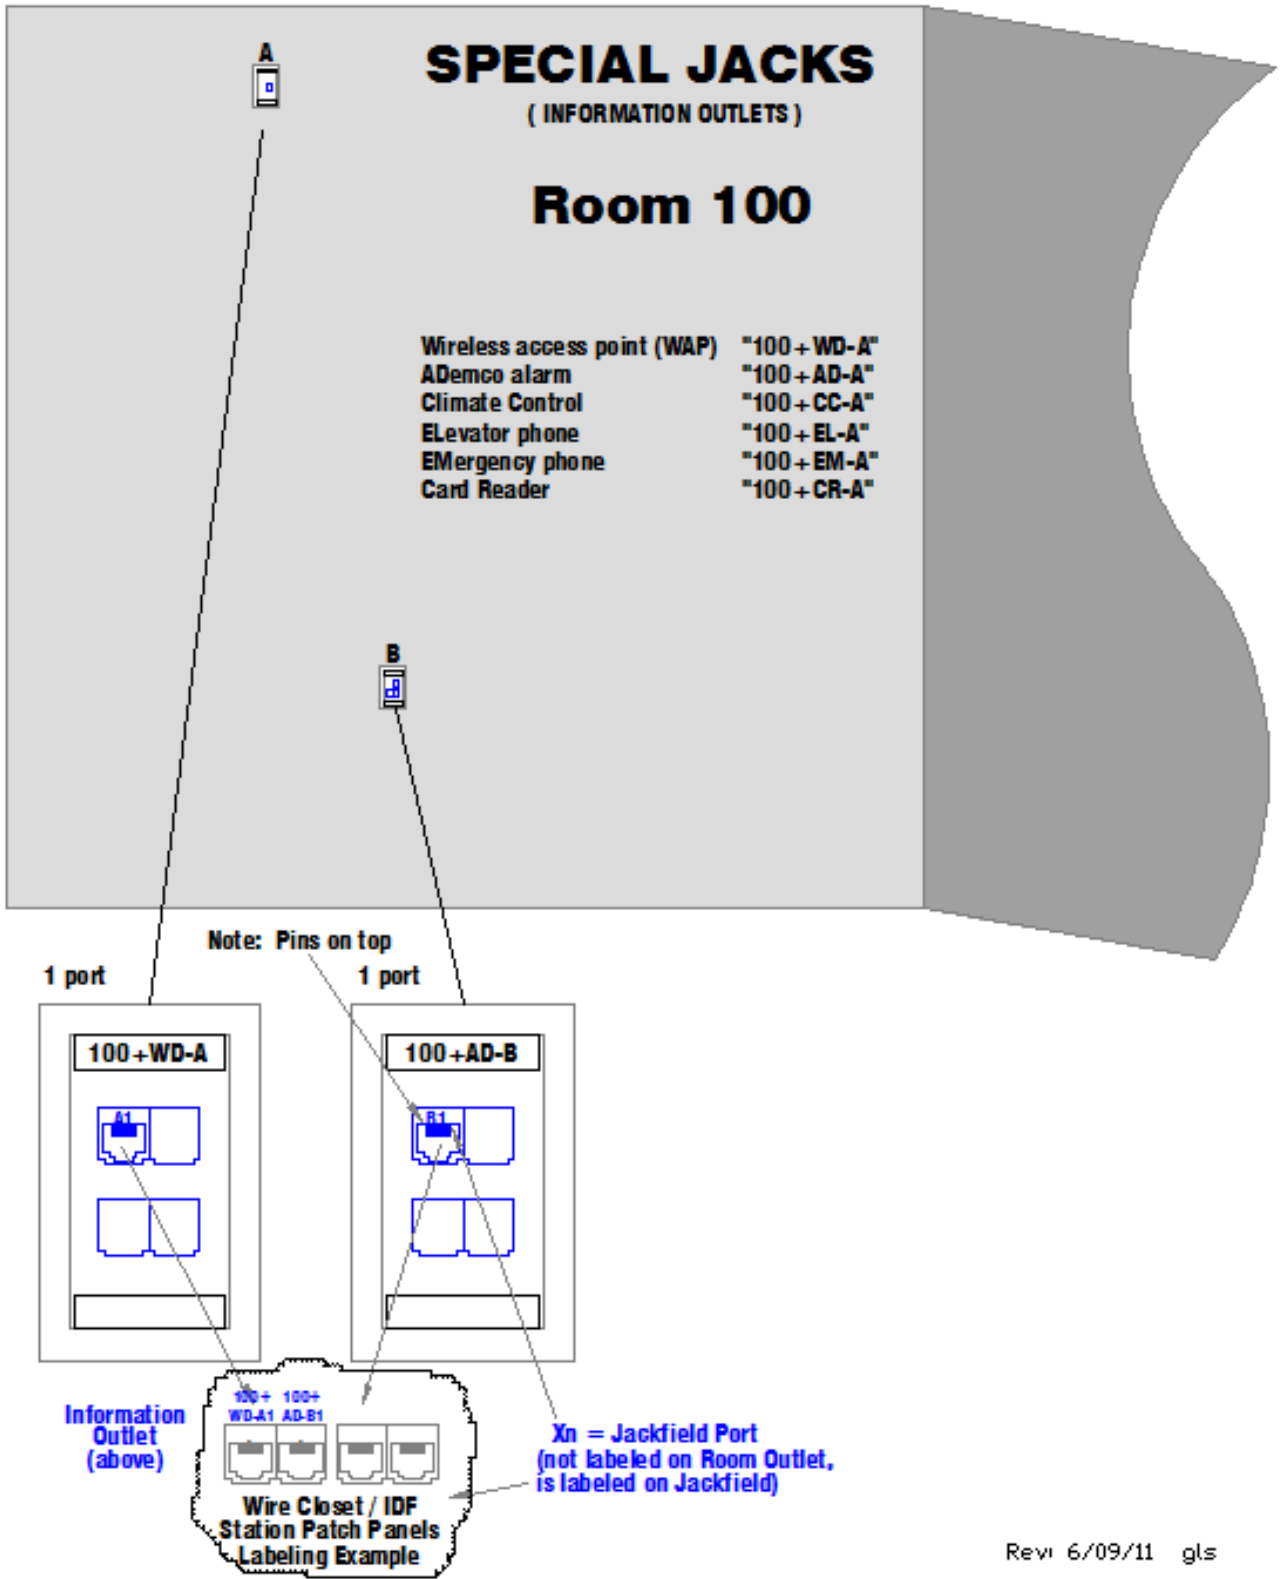 A
SPECIAL JACKS
( INFORMATION OUTLETS )
Room 100
Wireless access point (WAP) "100+WD-A"
ADemco alarm "100+AD-A"
Climate Control "100+CC-A"
ELevator phone "100+EL-A"
EMergency phone "100+EM-A"
Card Reader "100+CR-A"
B
Note: Pins on top
1 port 1 port
100+WD-A 100+AD-B
A1 B1
100+ 100+
WD-A1 AD-B1
Information
Outlet
(above)
Xn = Jackfield Port
(not labeled on Room Outlet,
is labeled on Jackfield)
Wire Closet / IDF
Station Patch Panels
Labeling Example
Rev: 6/09/11 gls